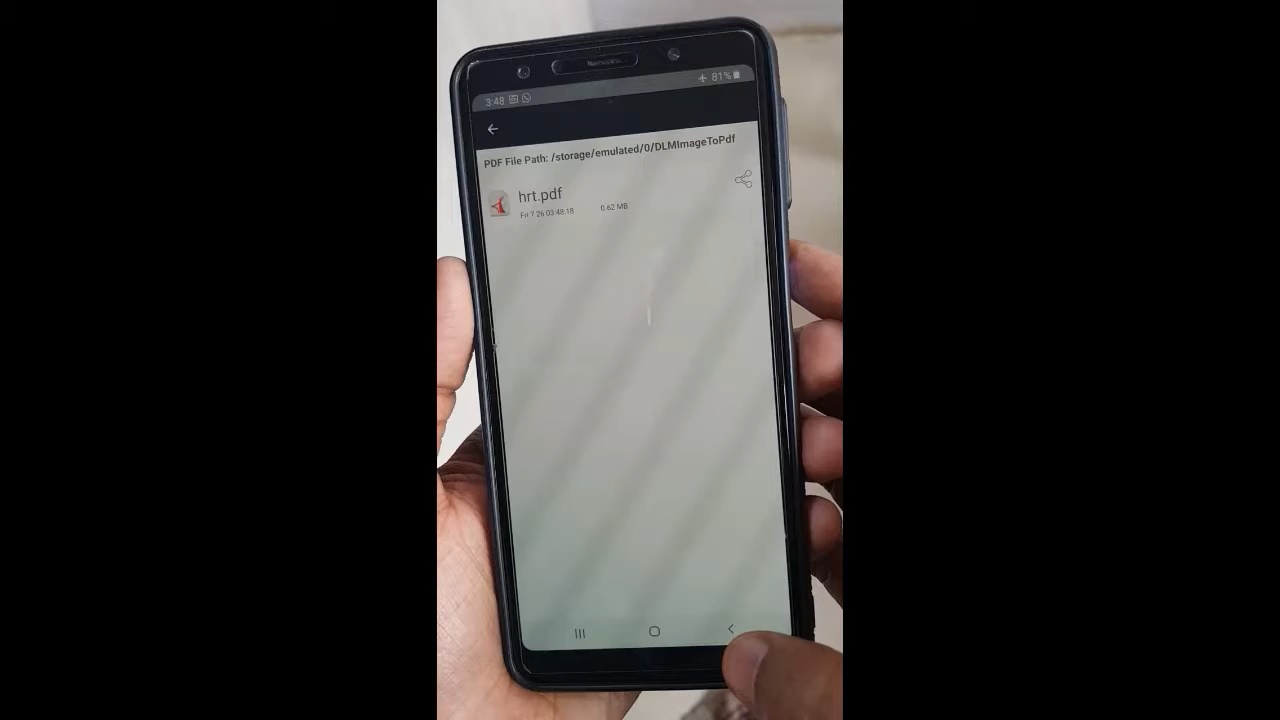 3:48
81%
PDF File Path: /storage/emulated/0/DLMImageToPdf
hrt.pdf
Fri 7 26 03:48:18 0.62 MB